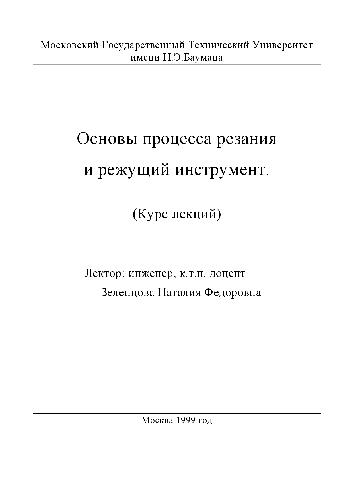 Московский Государственный Технический Университет
имени Н.Э.Баумана
Основы процесса резания
и режущий инструмент.
(Курс лекций)
Лектор: инженер, к.т.н. доцент
Наталия Федоровна
Москва 1999 год